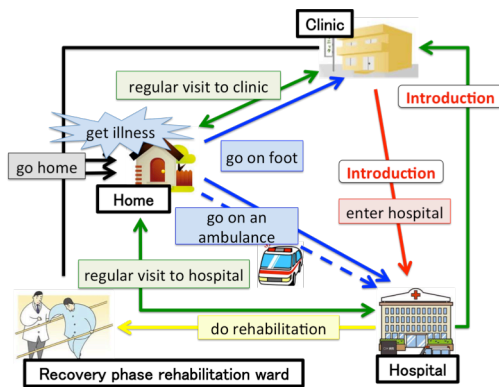 Clinic
regular visit to clinic
Introduction
get illness
go home
go on foot
Home
Introduction
enter hospital
go on an
ambulance
regular visit to hospital
do rehabilitation
Recovery phase rehabilitation ward
Hospital